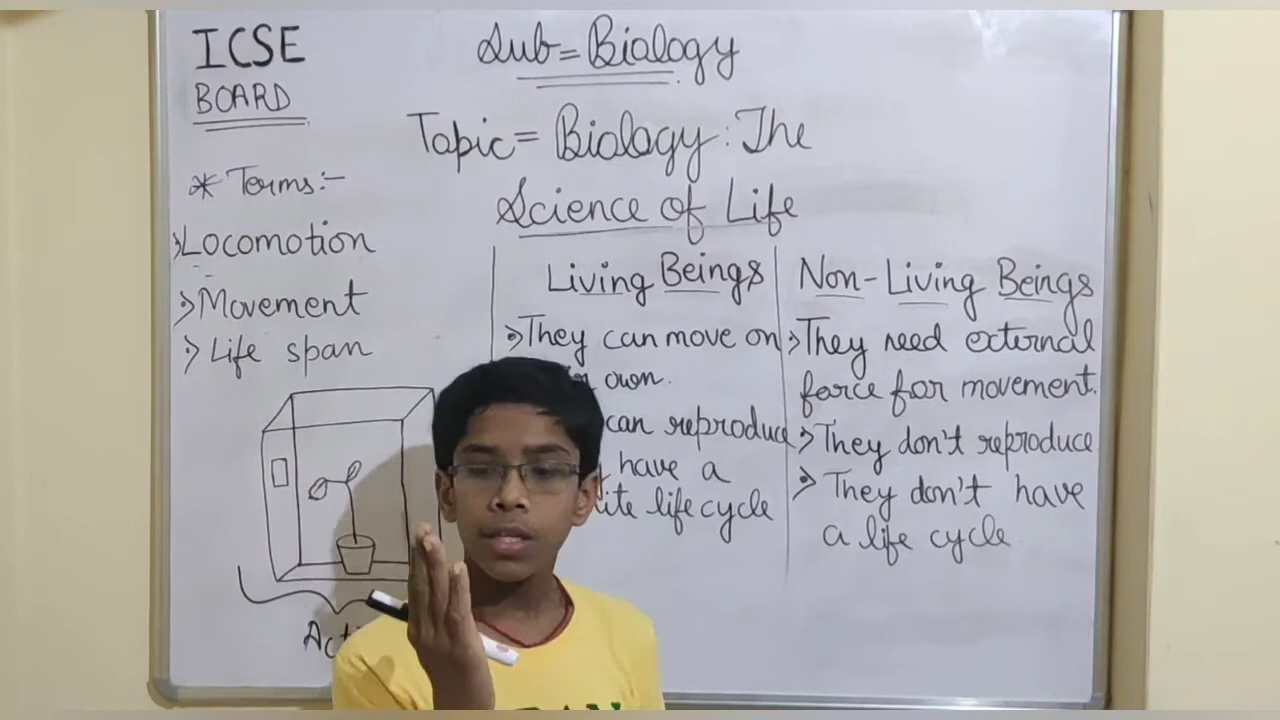 ICSE
BOARD
Sub = Biology
Topic = Biology : The
Science of Life
* Terms :-
Locomotion
Movement
Life span
Living Beings
They can move on
own.
can reproduce
have a
life cycle
Non-Living Beings
They need external
force for movement.
They don't reproduce
They don't have
a life cycle